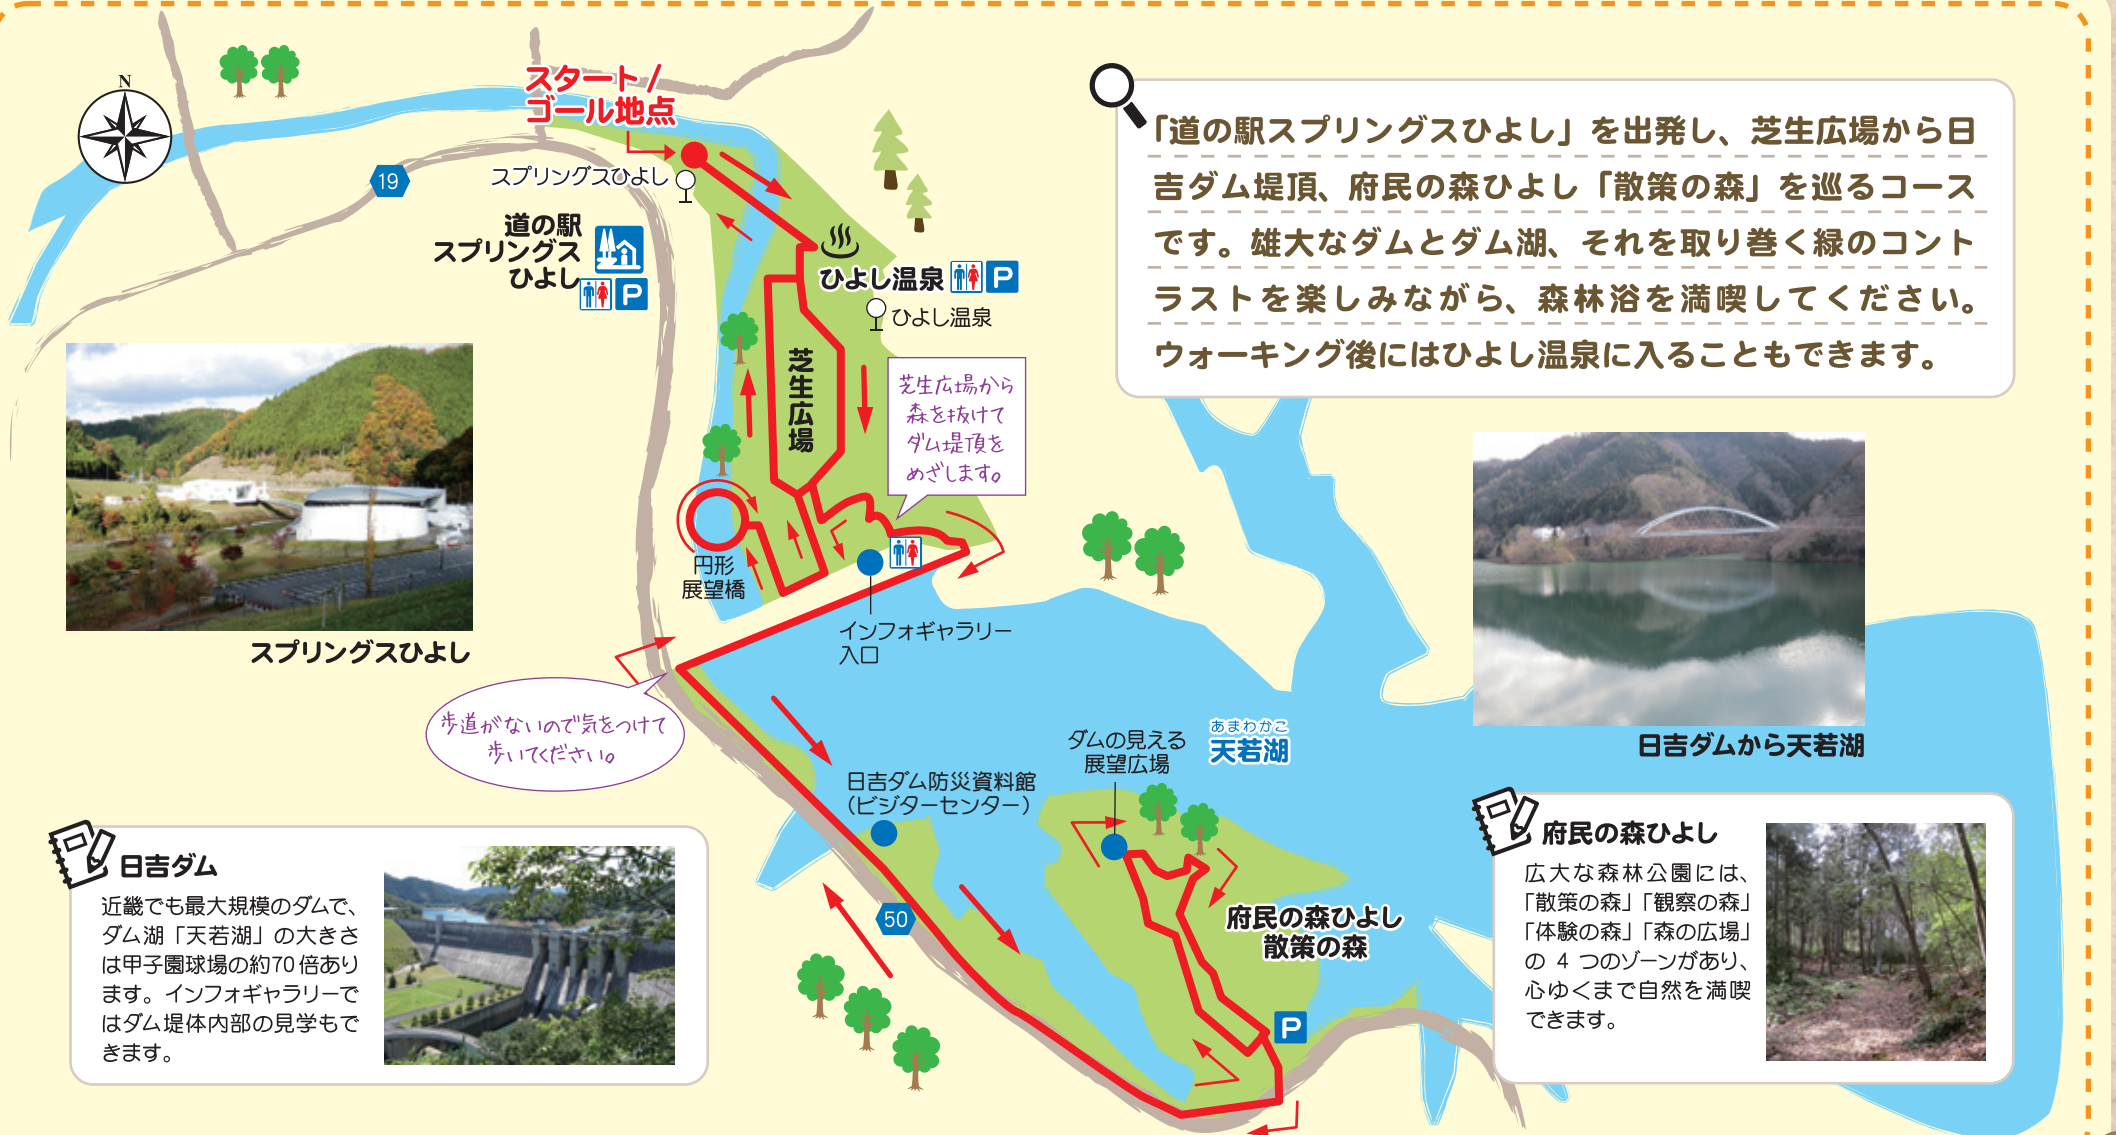 N
スタート/
ゴール地点
19
スプリングスひよし
道の駅
スプリングス
ひよし
P
ひよし温泉
P
ひよし温泉
芝生広場
芝生広場から
森を抜けて
ダム堤頂を
めざします。
円形
展望橋
インフォギャラリー
入口
スプリングスひよし
歩道がないので気をつけて
歩いてください。
「道の駅スプリングスひよし」を出発し、芝生広場から日
吉ダム堤頂、府民の森ひよし「散策の森」を巡るコース
です。雄大なダムとダム湖、それを取り巻く緑のコント
ラストを楽しみながら、森林浴を満喫してください。
ウォーキング後にはひよし温泉に入ることもできます。
日吉ダムから天若湖
あまわかこ
天若湖
ダムの見える
展望広場
日吉ダム防災資料館
（ビジターセンター）
50
府民の森ひよし
散策の森
P
日吉ダム
近畿でも最大規模のダムで、
ダム湖「天若湖」の大きさ
は甲子園球場の約70倍あり
ます。インフォギャラリーで
はダム堤体内部の見学もで
きます。
府民の森ひよし
広大な森林公園には、
「散策の森」「観察の森」
「体験の森」「森の広場」
の 4 つのゾーンがあり、
心ゆくまで自然を満喫
できます。